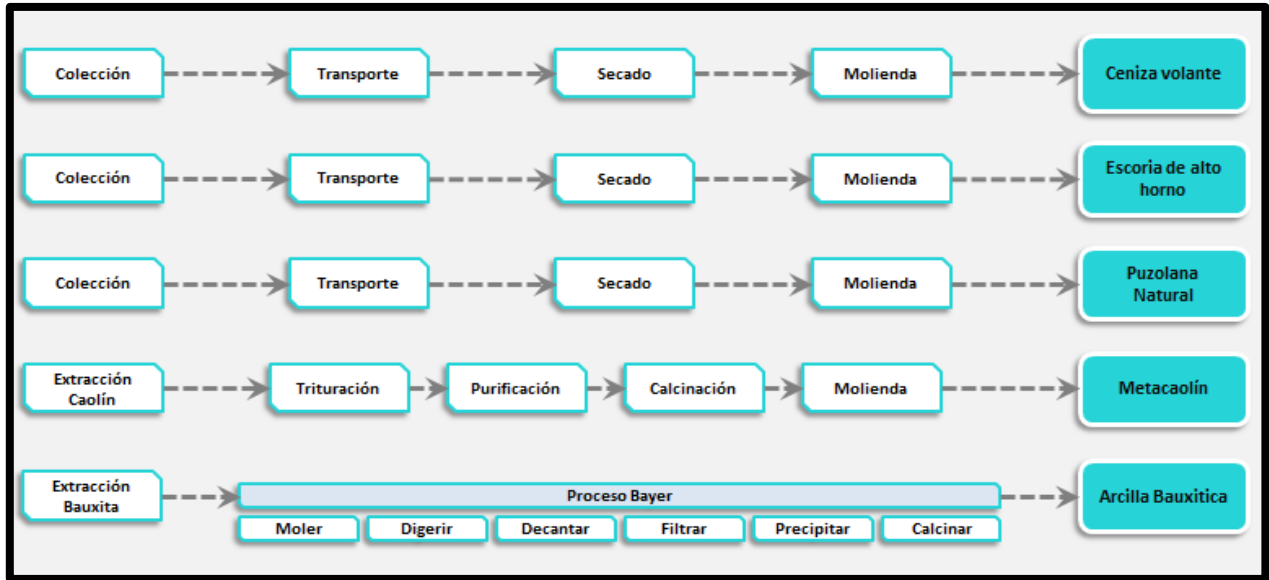 Colección
Transporte
Secado
Molienda
Ceniza volante
Colección
Transporte
Secado
Molienda
Escoria de alto
horno
Colección
Transporte
Secado
Molienda
Puzolana
Natural
Extracción
Caolín
Trituración
Purificación
Calcinación
Molienda
Metacaolín
Extracción
Bauxita
Proceso Bayer
Arcilla Bauxitica
Moler
Digerir
Decantar
Filtrar
Precipitar
Calcinar